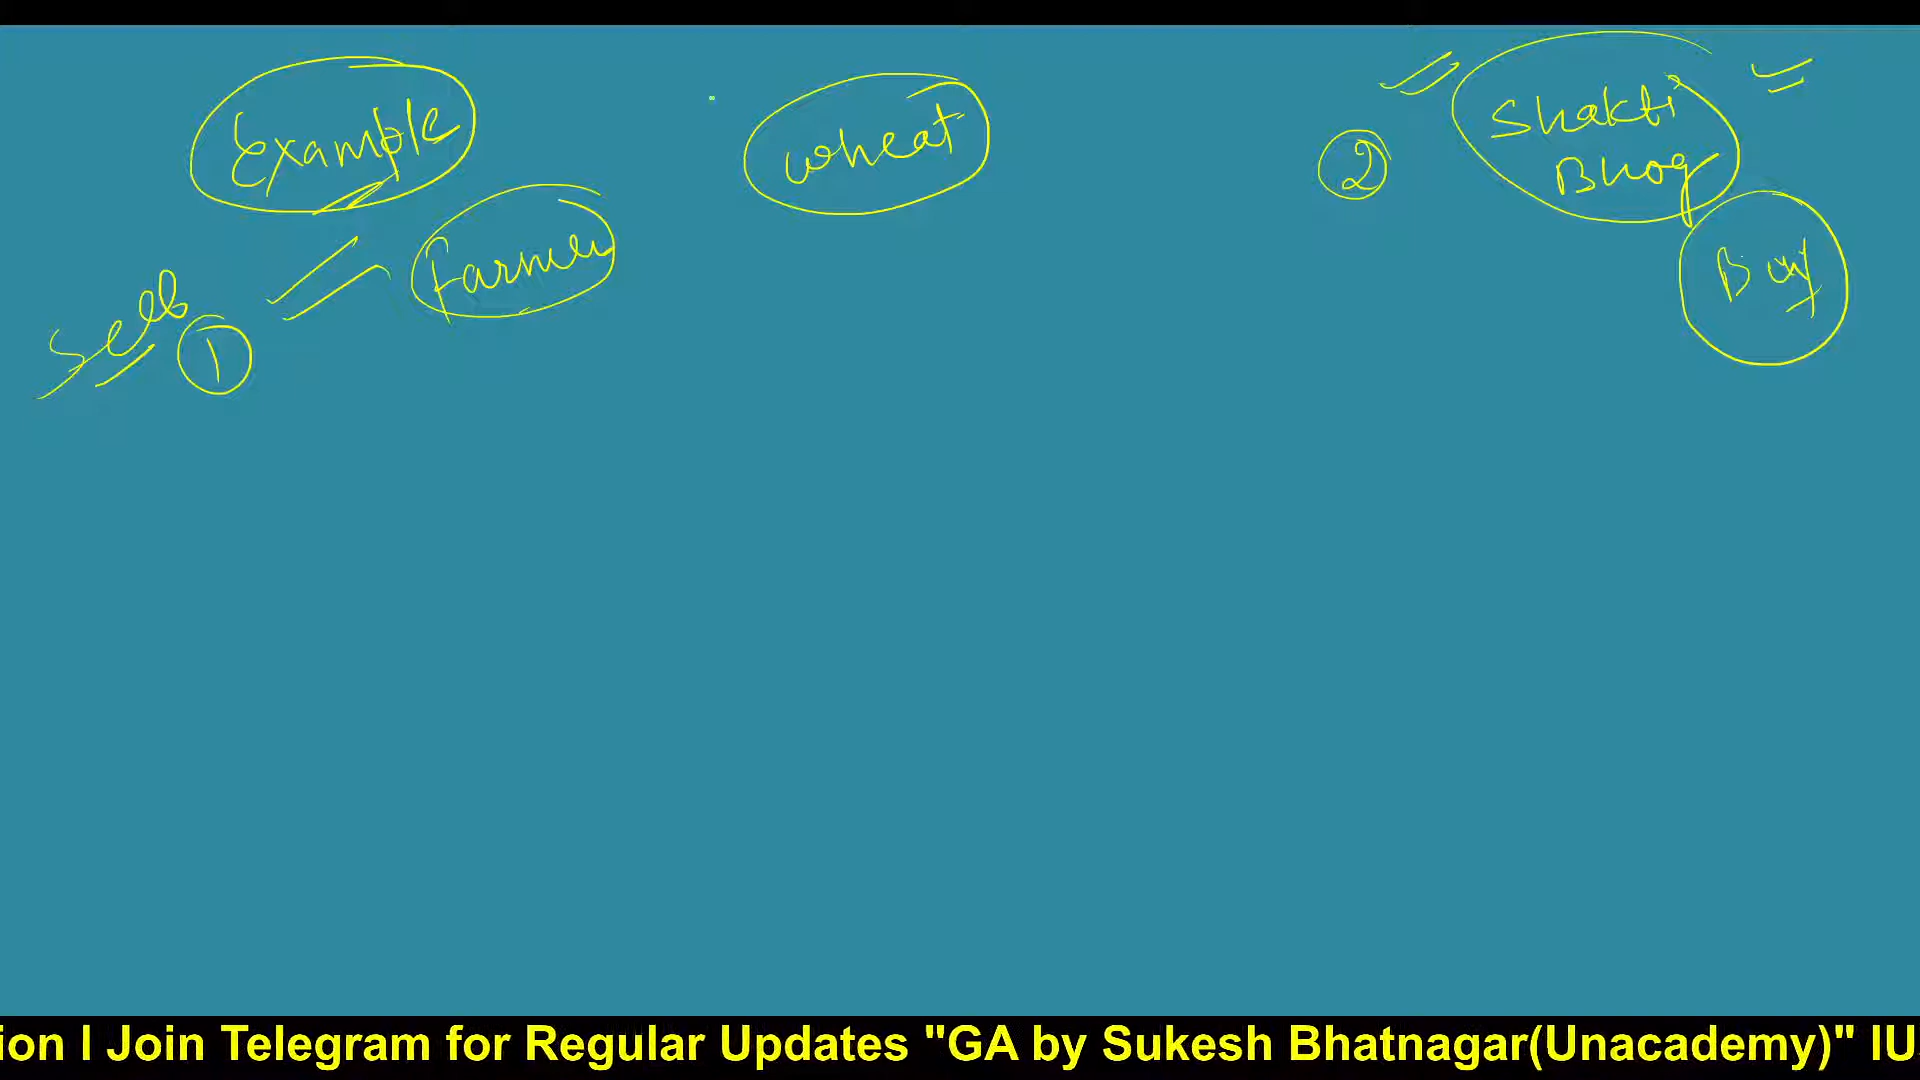 Example
wheat
②
Shakti
Bhog
Buy
Farmer
Sell
①
ion I Join Telegram for Regular Updates "GA by Sukesh Bhatnagar(Unacademy)" IU